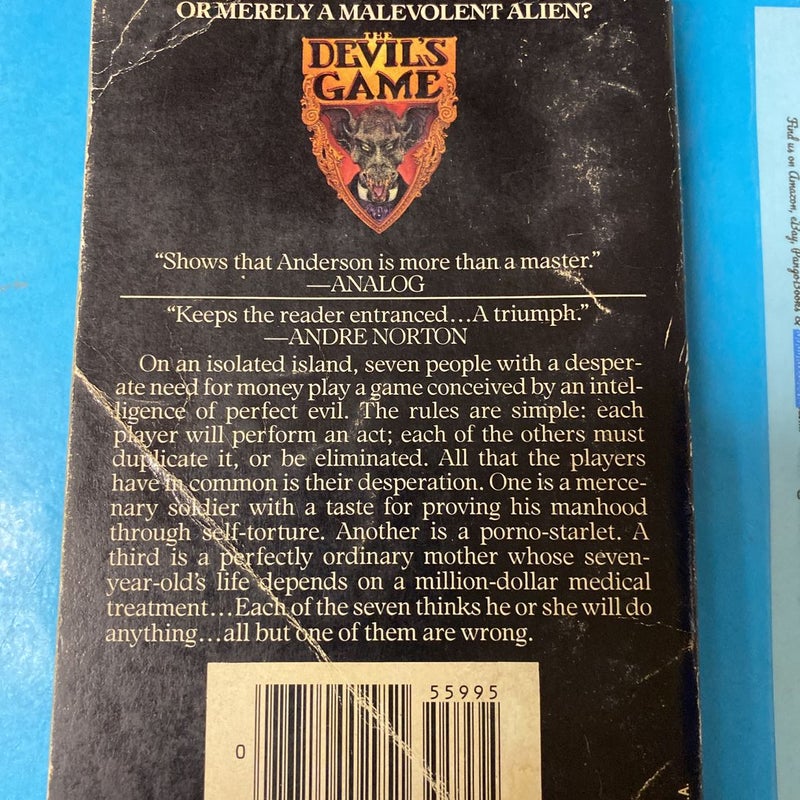 OR MERELY A MALEVOLENT ALIEN?
THE
DEVIL'S
GAME
“Shows that Anderson is more than a master.”
—ANALOG
“Keeps the reader entranced...A triumph.”
—ANDRE NORTON
On an isolated island, seven people with a desper-
ate need for money play a game conceived by an intel-
ligence of perfect evil. The rules are simple: each
player will perform an act; each of the others must
duplicate it, or be eliminated. All that the players
have in common is their desperation. One is a merce-
nary soldier with a taste for proving his manhood
through self-torture. Another is a porno-starlet. A
third is a perfectly ordinary mother whose seven-
year-old's life depends on a million-dollar medical
treatment...Each of the seven thinks he or she will do
anything...all but one of them are wrong.
55995
0
A.
Find us on Amazon, eBay, PangoBooks &